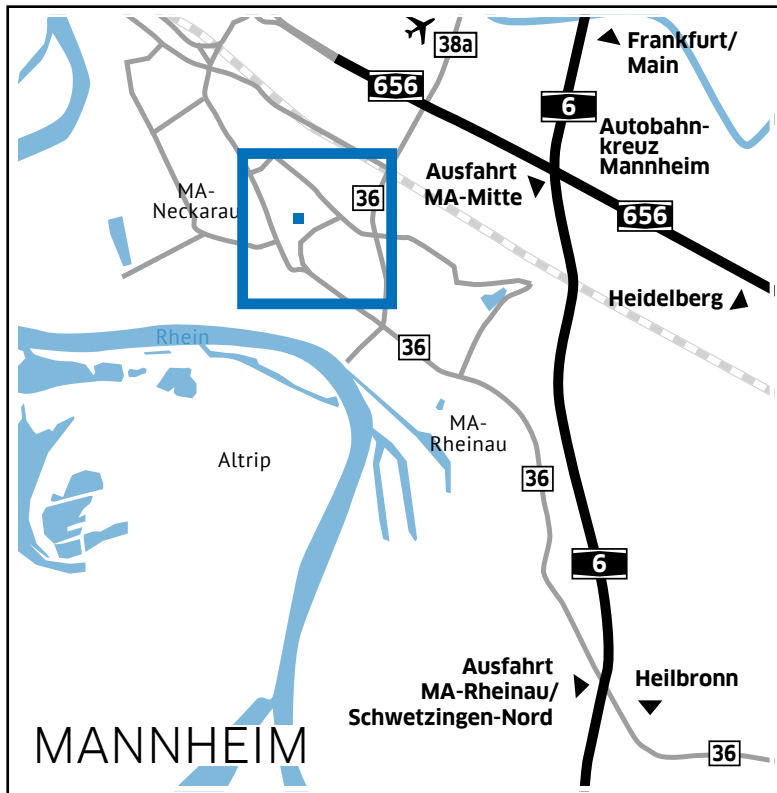 38a
Frankfurt/
Main
656
6
Autobahn-
kreuz
Mannheim
Ausfahrt
MA-Mitte
MA-
Neckarau
36
656
Heidelberg
Rhein
36
MA-
Rheinau
Altrip
36
6
Ausfahrt
MA-Rheinau/
Schwetzingen-Nord
Heilbronn
MANNHEIM
36